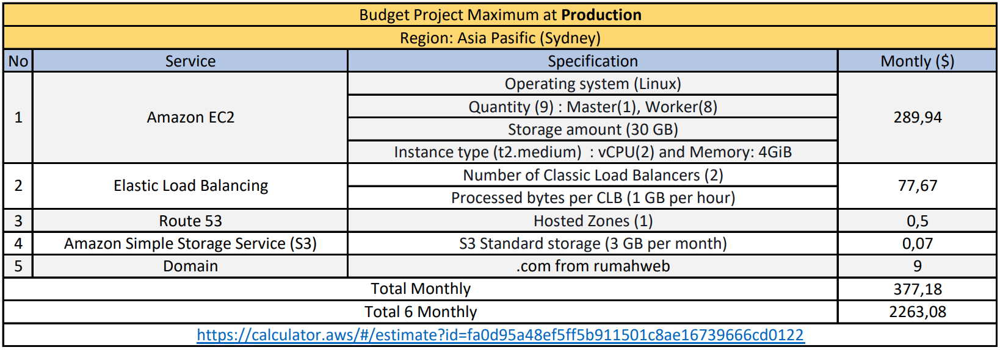 Budget Project Maximum at Production
Region: Asia Pasific (Sydney)
No Service Specification Montly ($)
1 Amazon EC2 Operating system (Linux) 289,94
Quantity (9) : Master(1), Worker(8)
Storage amount (30 GB)
Instance type (t2.medium)  : vCPU(2) and Memory: 4GiB
2 Elastic Load Balancing Number of Classic Load Balancers (2) 77,67
Processed bytes per CLB (1 GB per hour)
3 Route 53 Hosted Zones (1) 0,5
4 Amazon Simple Storage Service (S3) S3 Standard storage (3 GB per month) 0,07
5 Domain .com from rumahweb 9
Total Monthly 377,18
Total 6 Monthly 2263,08
https://calculator.aws/#/estimate?id=fa0d95a48ef5ff5b911501c8ae16739666cd0122